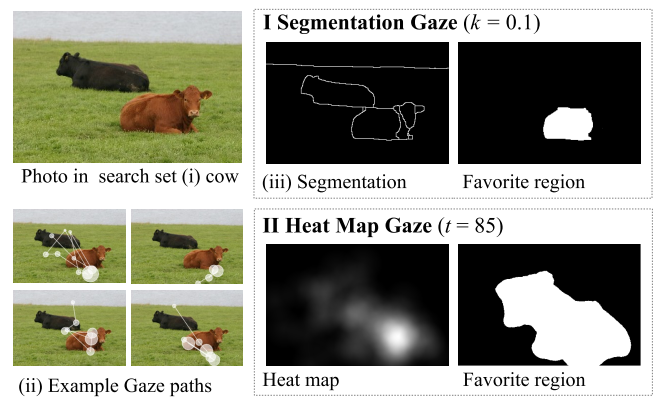 Photo in search set (i) cow
(ii) Example Gaze paths
I Segmentation Gaze (k = 0.1)
(iii) Segmentation
Favorite region
II Heat Map Gaze (t = 85)
Heat map
Favorite region